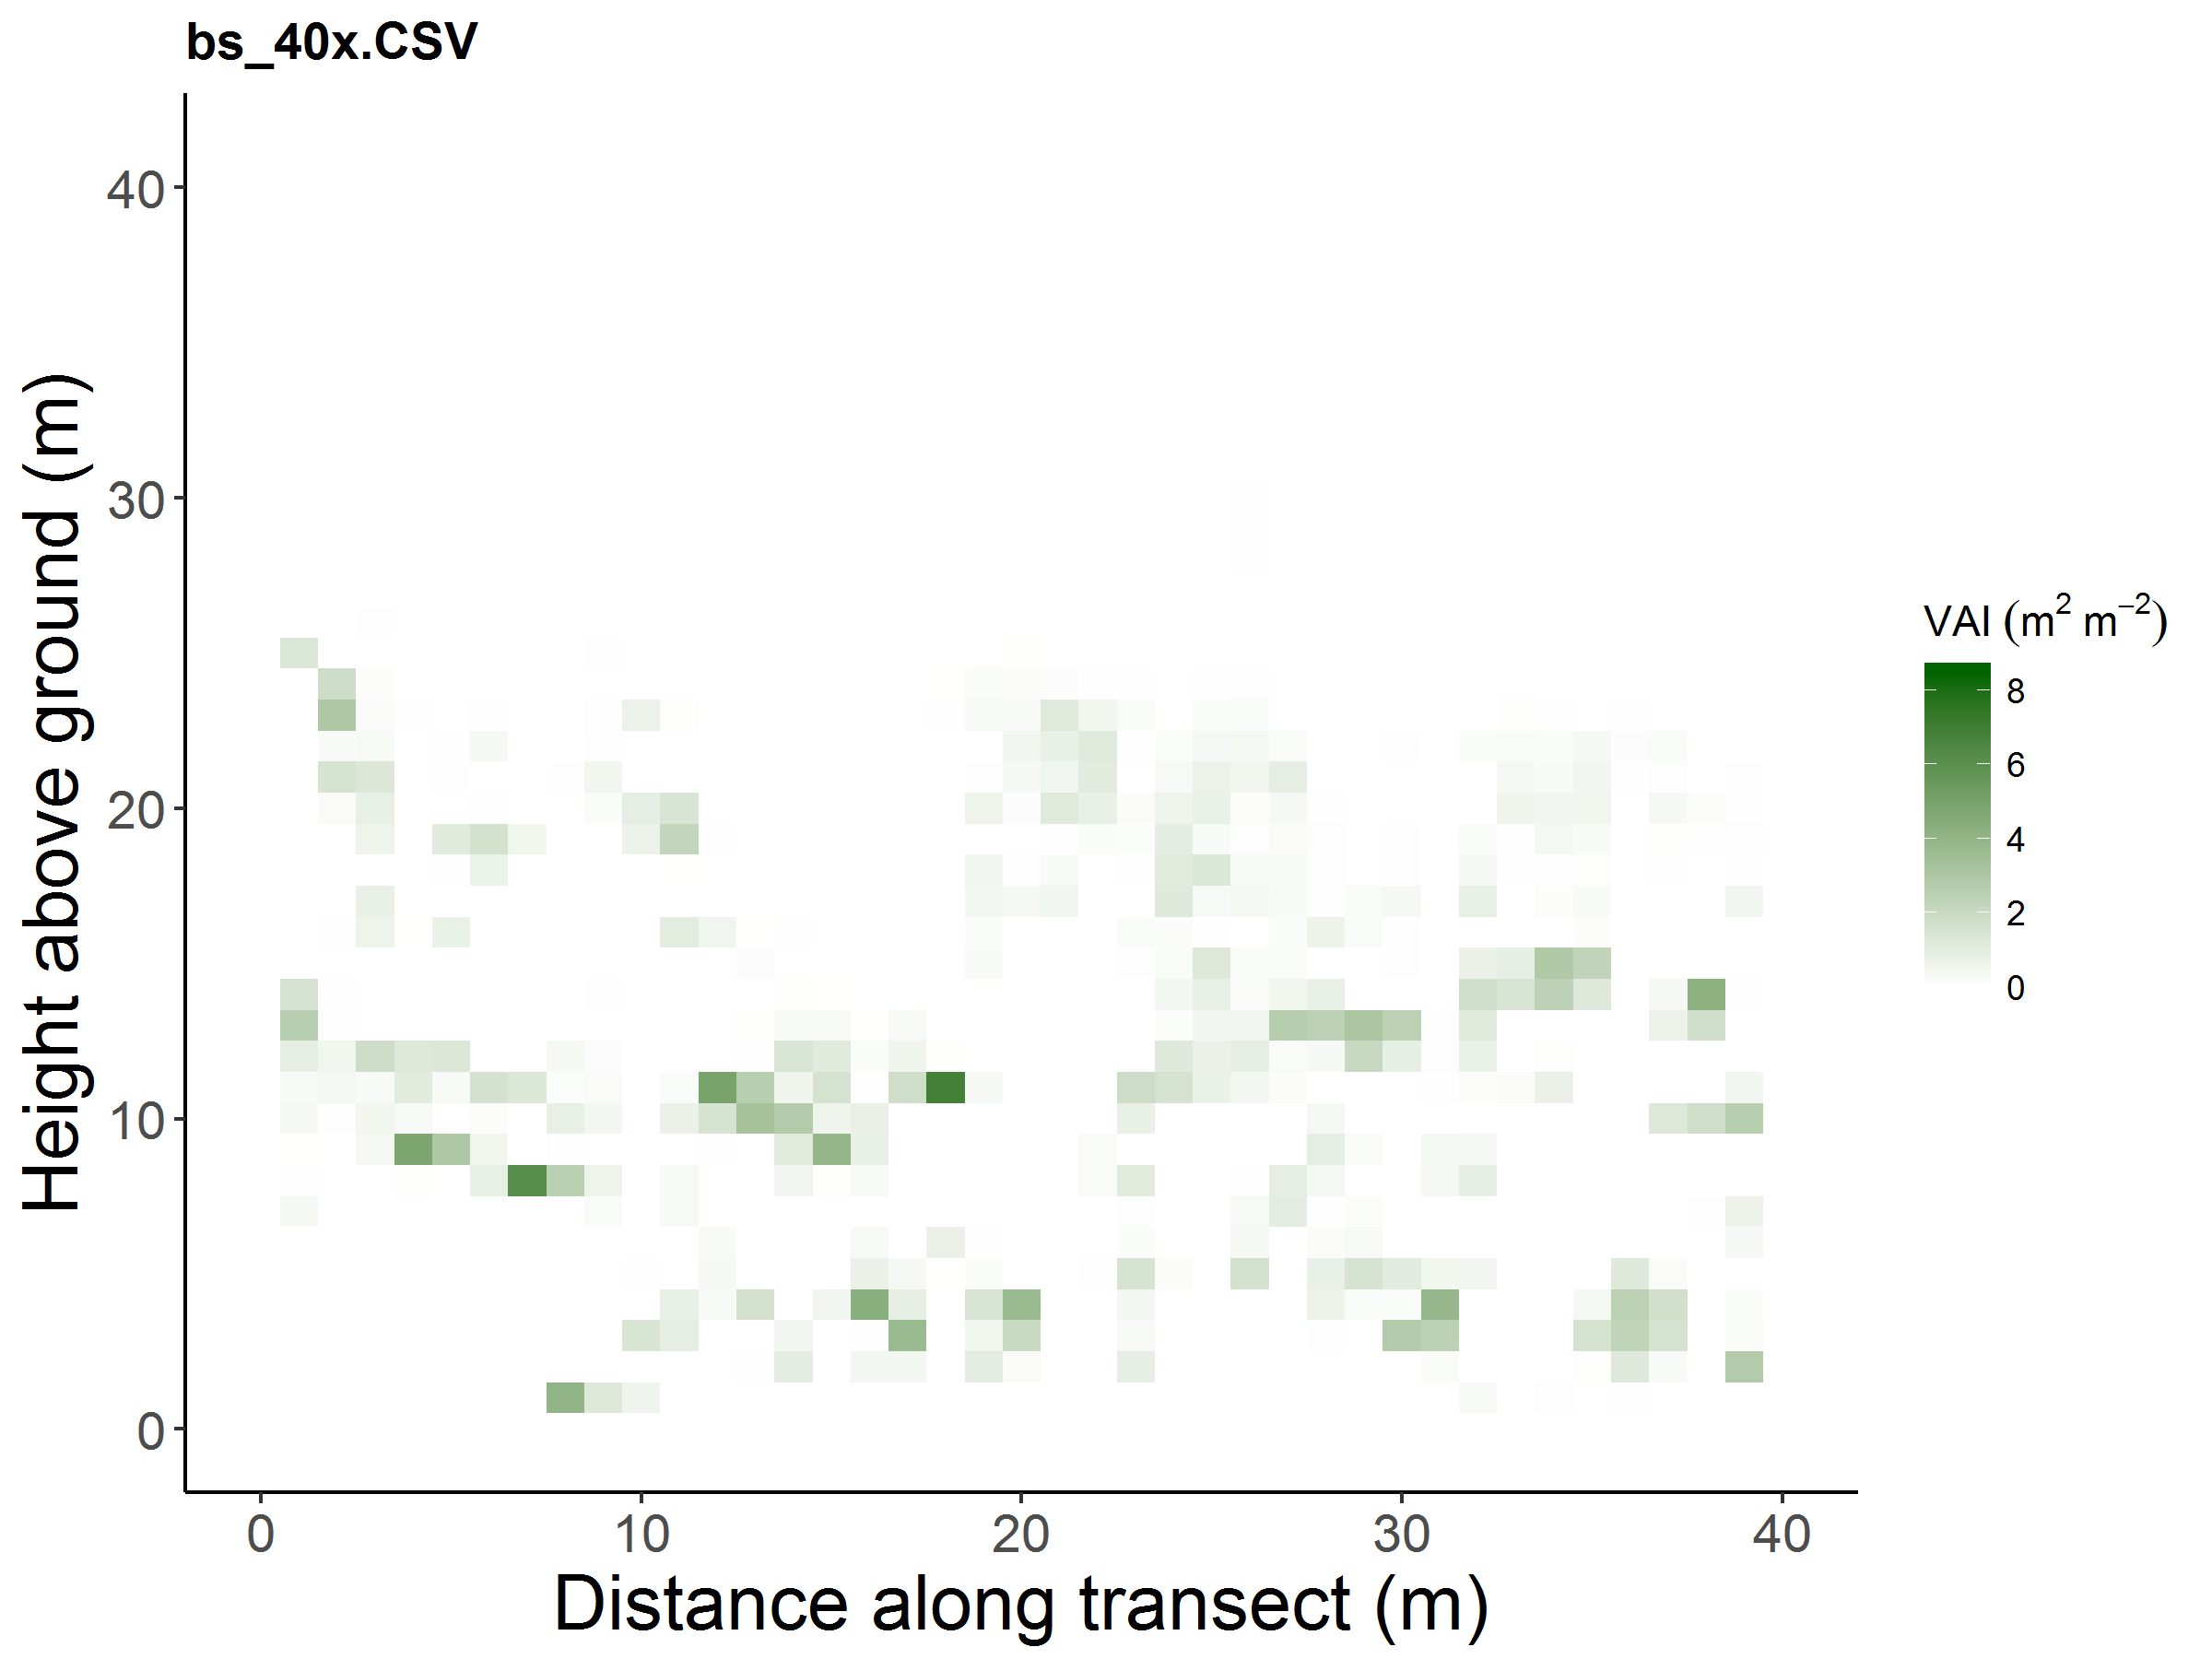 bs_40x.CSV
Height above ground (m)
40
30
20
10
0
0 10 20 30 40
Distance along transect (m)
VAI (m² m⁻²)
8
6
4
2
0